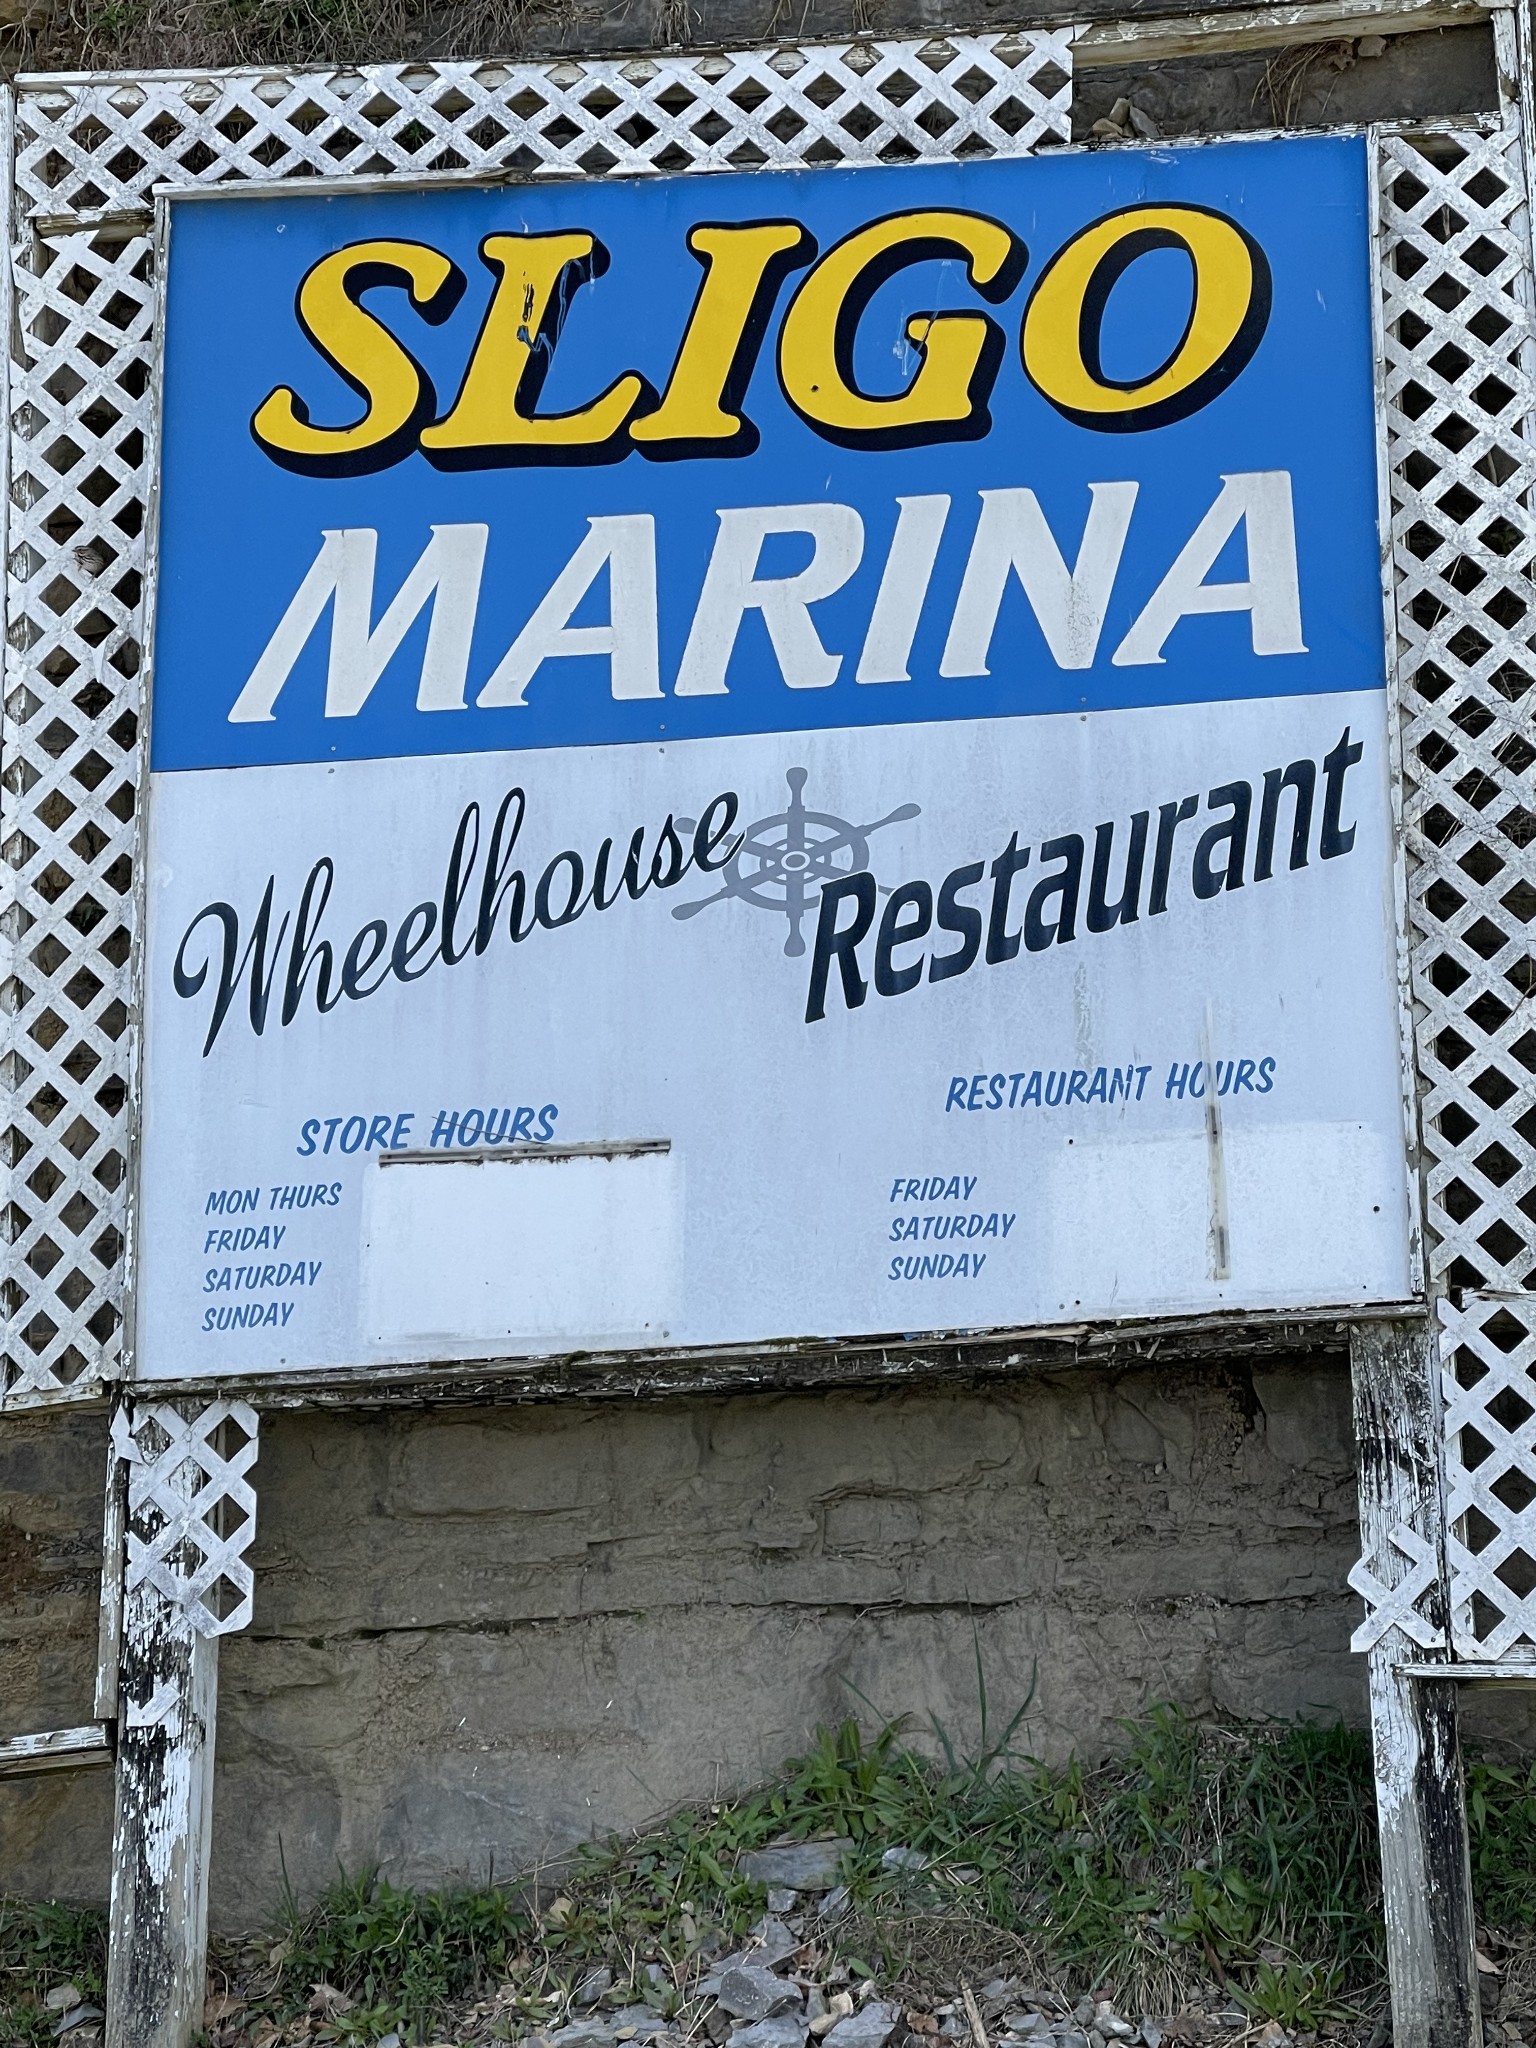 SLIGO
MARINA
Wheelhouse Restaurant
STORE HOURS
MON THURS
FRIDAY
SATURDAY
SUNDAY
RESTAURANT HOURS
FRIDAY
SATURDAY
SUNDAY